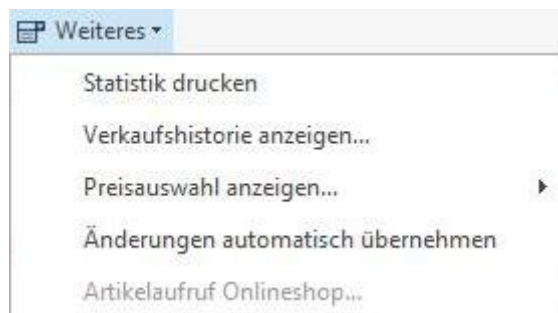 Weiteres
Statistik drucken
Verkaufshistorie anzeigen...
Preisauswahl anzeigen...
Änderungen automatisch übernehmen
Artikelaufruf Onlineshop...